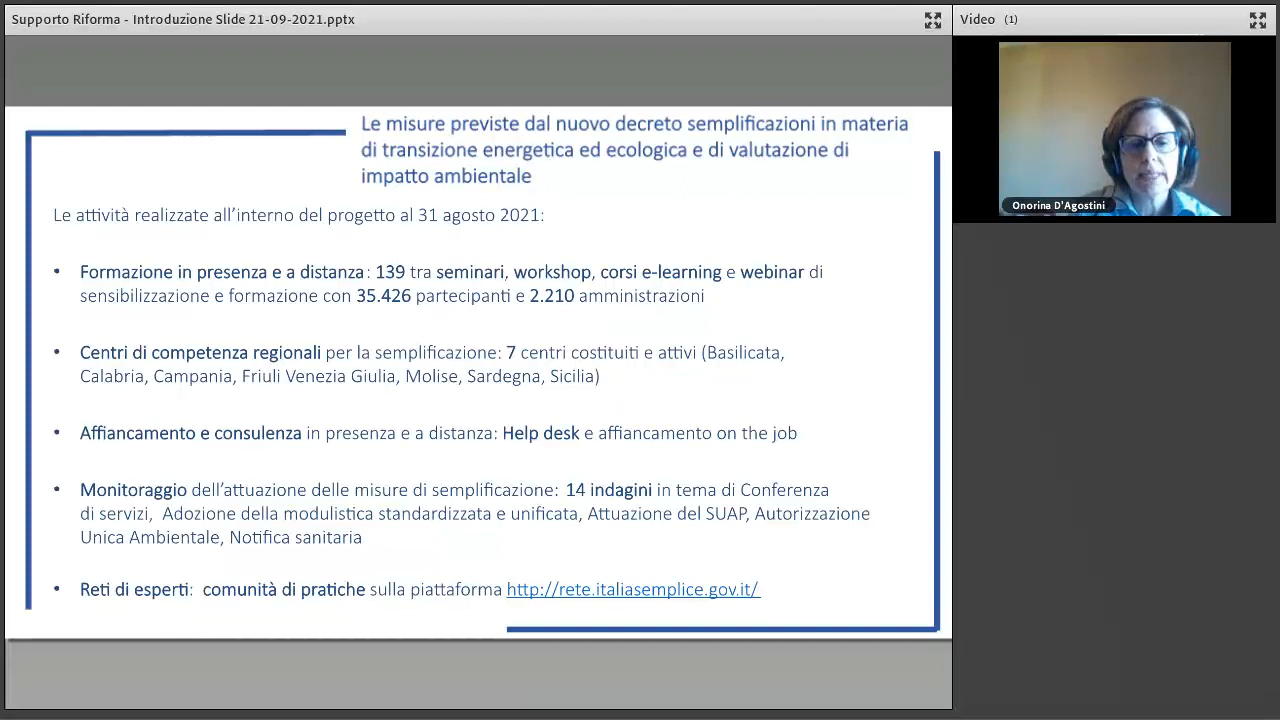 Supporto Riforma - Introduzione Slide 21-09-2021.pptx
Video (1)
Le misure previste dal nuovo decreto semplificazioni in materia
di transizione energetica ed ecologica e di valutazione di
impatto ambientale
Le attività realizzate all’interno del progetto al 31 agosto 2021:
• Formazione in presenza e a distanza: 139 tra seminari, workshop, corsi e-learning e webinar di
sensibilizzazione e formazione con 35.426 partecipanti e 2.210 amministrazioni
• Centri di competenza regionali per la semplificazione: 7 centri costituiti e attivi (Basilicata,
Calabria, Campania, Friuli Venezia Giulia, Molise, Sardegna, Sicilia)
• Affiancamento e consulenza in presenza e a distanza: Help desk e affiancamento on the job
• Monitoraggio dell’attuazione delle misure di semplificazione: 14 indagini in tema di Conferenza
di servizi, Adozione della modulistica standardizzata e unificata, Attuazione del SUAP, Autorizzazione
Unica Ambientale, Notifica sanitaria
• Reti di esperti: comunità di pratiche sulla piattaforma http://rete.italiasemplice.gov.it/
Onorina D'Agostini